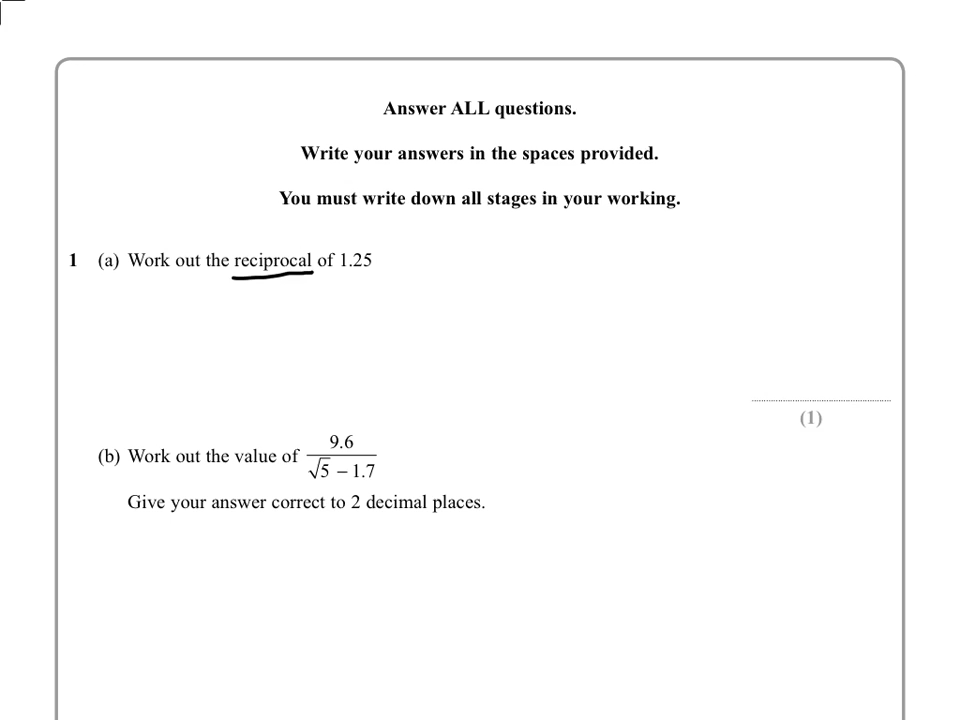 Answer ALL questions.
Write your answers in the spaces provided.
You must write down all stages in your working.
1 (a) Work out the reciprocal of 1.25
(1)
(b) Work out the value of 9.6 / √5 – 1.7
Give your answer correct to 2 decimal places.